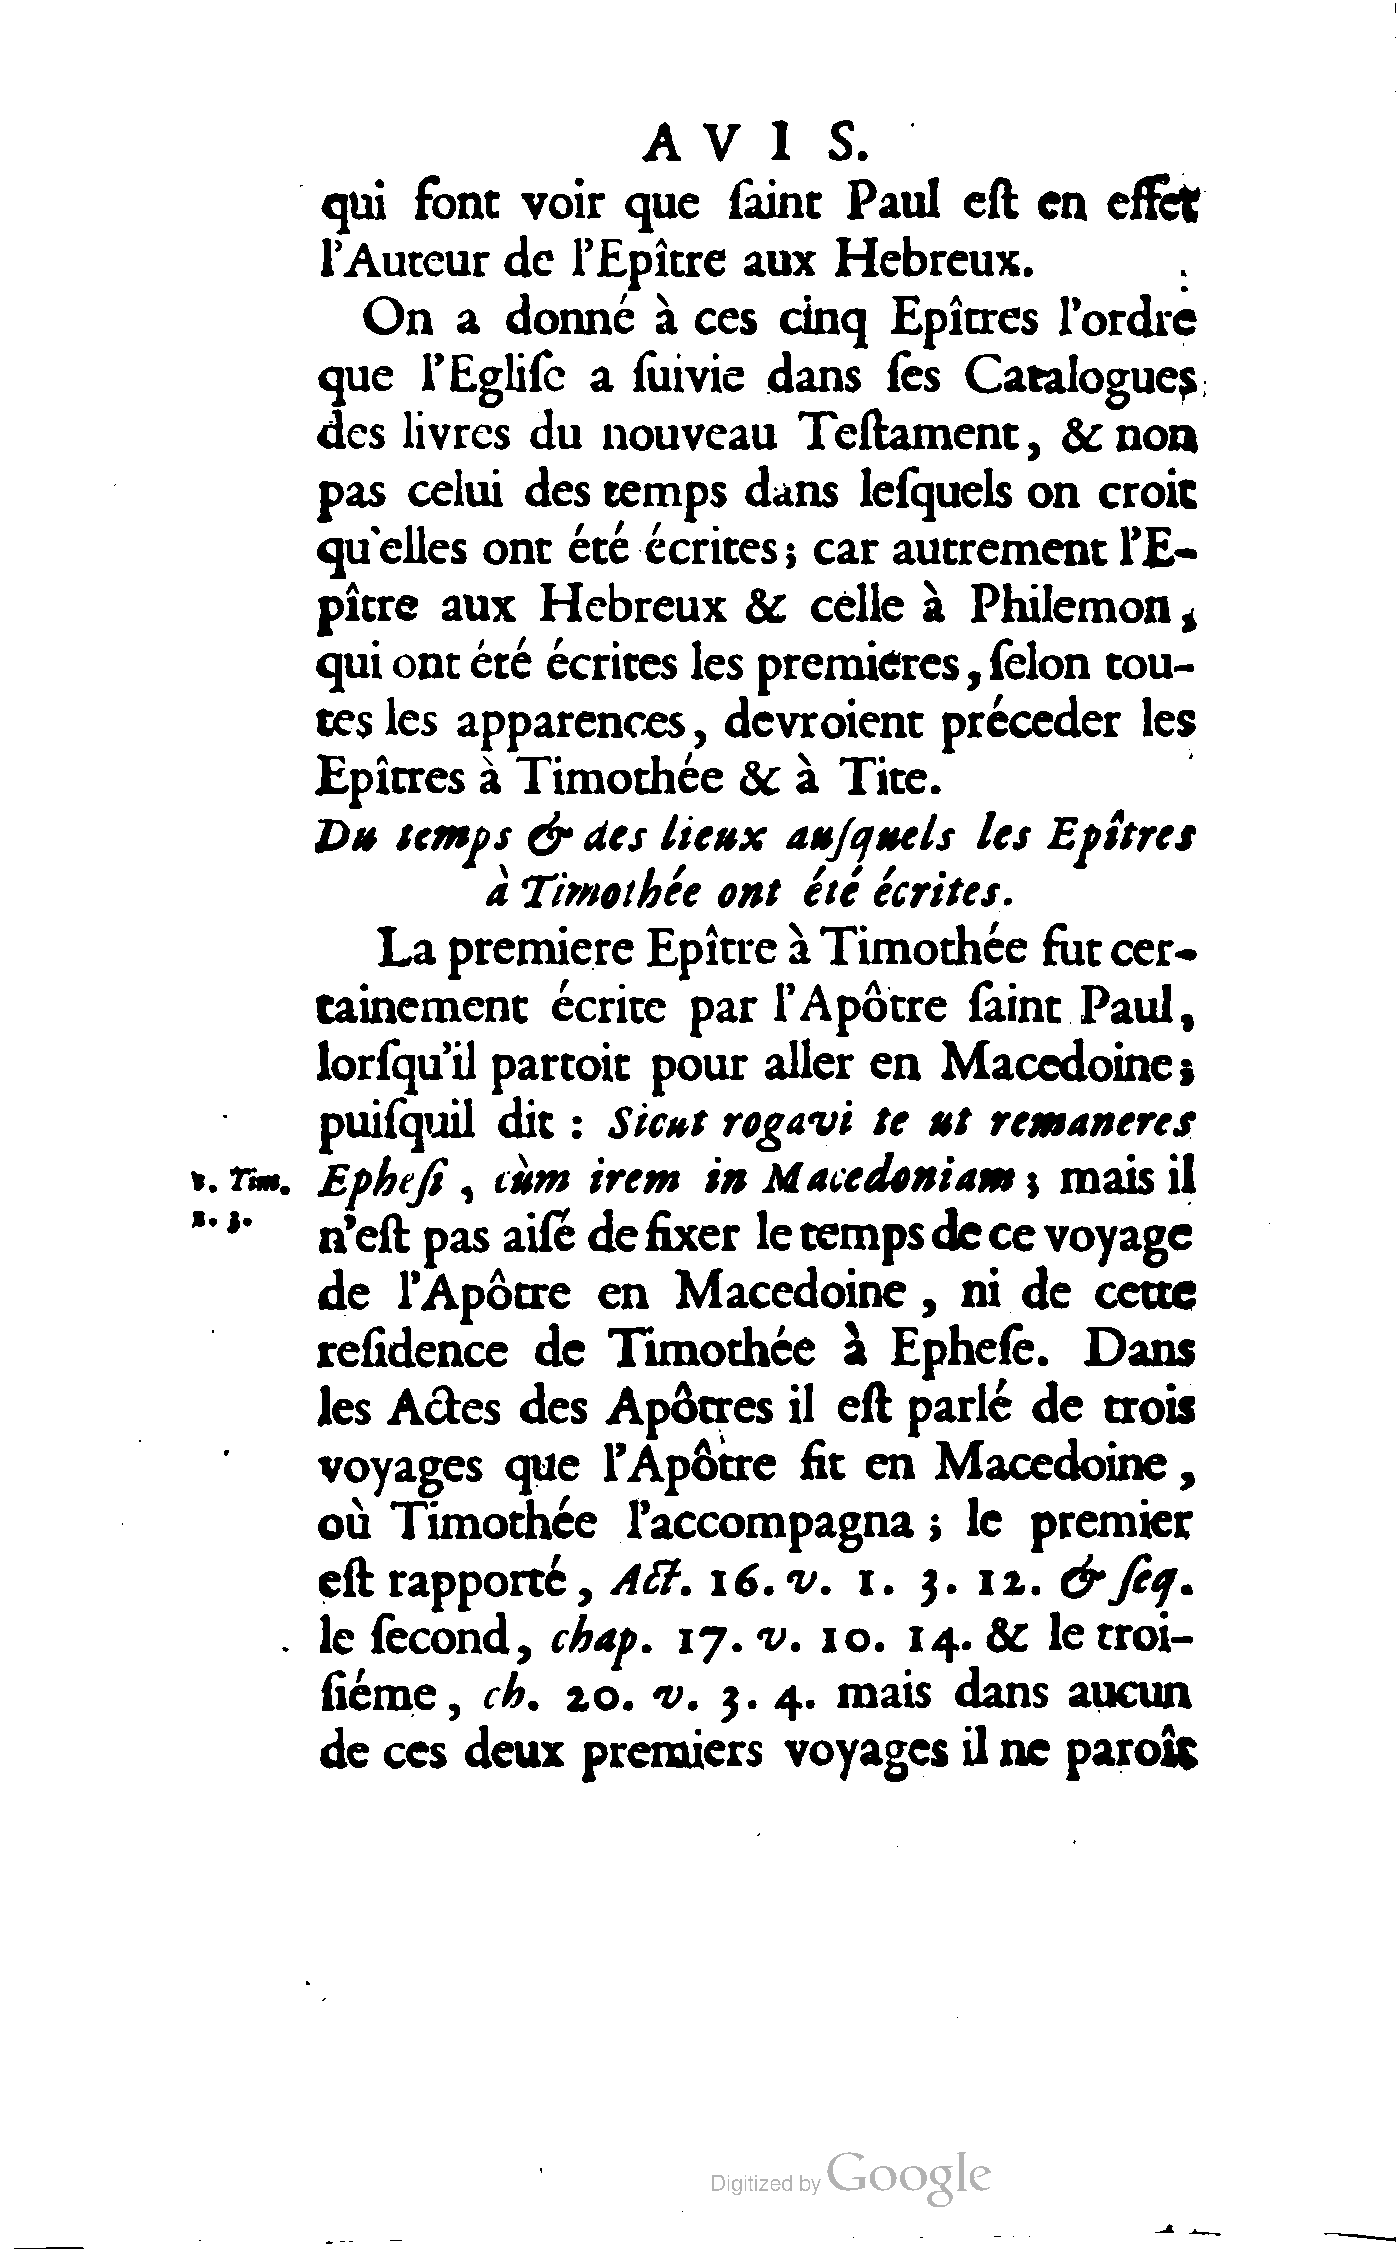 AVIS.
qui font voir que ſaint Paul eſt en effet
l'Auteur de l'Epître aux Hebreux.
On a donné à ces cinq Epîtres l'ordre
que l'Egliſe a ſuivie dans ſes Catalogues
des livres du nouveau Teſtament, & non
pas celui des temps dans leſquels on croit
qu'elles ont été écrites; car autrement l'E-
pître aux Hebreux & celle à Philemon,
qui ont été écrites les premieres, ſelon tou-
tes les apparences, devroient préceder les
Epîtres à Timothée & à Tite.
Du temps & des lieux auſquels les Epîtres
à Timothée ont été écrites.
La premiere Epître à Timothée fut cer-
tainement écrite par l'Apôtre ſaint Paul,
lorſqu'il partoit pour aller en Macedoine;
puiſquil dit : Sicut rogavi te ut remaneres
1. Tim. Epheſi, cùm irem in Macedoniam; mais il
1. 3. n'eſt pas aiſé de fixer le temps de ce voyage
de l'Apôtre en Macedoine, ni de cette
reſidence de Timothée à Epheſe. Dans
les Actes des Apôtres il eſt parlé de trois
voyages que l'Apôtre fit en Macedoine,
où Timothée l'accompagna; le premier
eſt rapporté, Act. 16. v. 1. 3. 12. & ſeq.
le ſecond, chap. 17. v. 10. 14. & le troi-
ſiéme, ch. 20. v. 3. 4. mais dans aucun
de ces deux premiers voyages il ne paroît
Digitized by Google